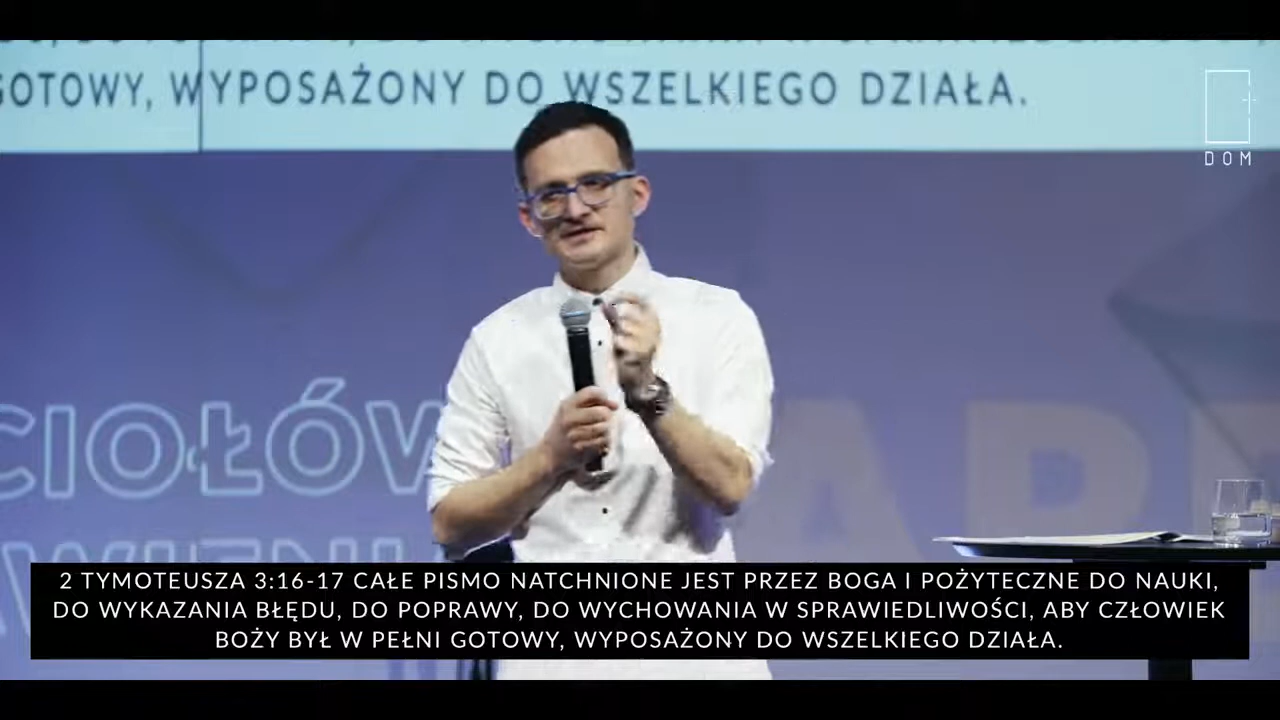 GOTOWY, WYPOSAŻONY DO WSZELKIEGO DZIAŁA.
DOM
CIOŁÓW
2 TYMOTEUSZA 3:16-17 CAŁE PISMO NATCHNIONE JEST PRZEZ BOGA I POŻYTECZNE DO NAUKI,
DO WYKAZANIA BŁĘDU, DO POPRAWY, DO WYCHOWANIA W SPRAWIEDLIWOŚCI, ABY CZŁOWIEK
BOŻY BYŁ W PEŁNI GOTOWY, WYPOSAŻONY DO WSZELKIEGO DZIAŁA.